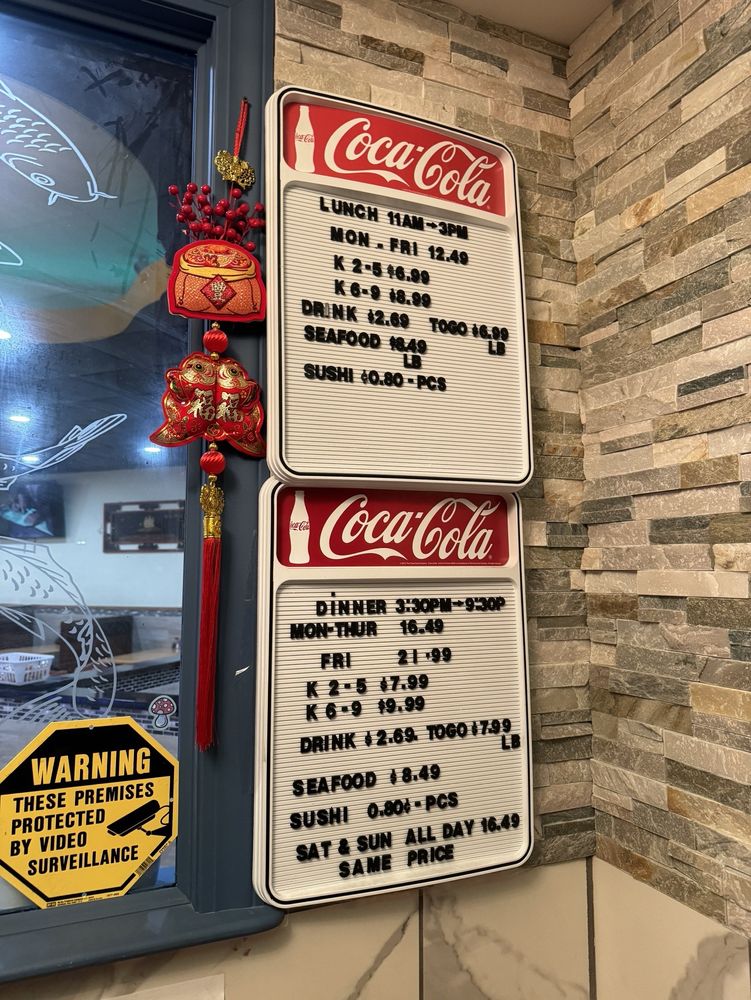 Coca-Cola
LUNCH 11AM→3PM
MON . FRI 12.49
K 2-5 $6.99
K 6-9 $8.99
DRINK $2.69 TOGO $6.99
LB
SEAFOOD $8.49
LB
SUSHI $0.80 - PCS
Coca-Cola
DINNER 3:30PM→9:30P
MON-THUR 16.49
FRI 21.99
K 2-5 $7.99
K 6-9 $9.99
DRINK $2.69. TOGO $7.99
LB
SEAFOOD $8.49
SUSHI 0.80¢ - PCS
SAT & SUN ALL DAY 16.49
SAME PRICE
福福
WARNING
THESE PREMISES
PROTECTED
BY VIDEO
SURVEILLANCE